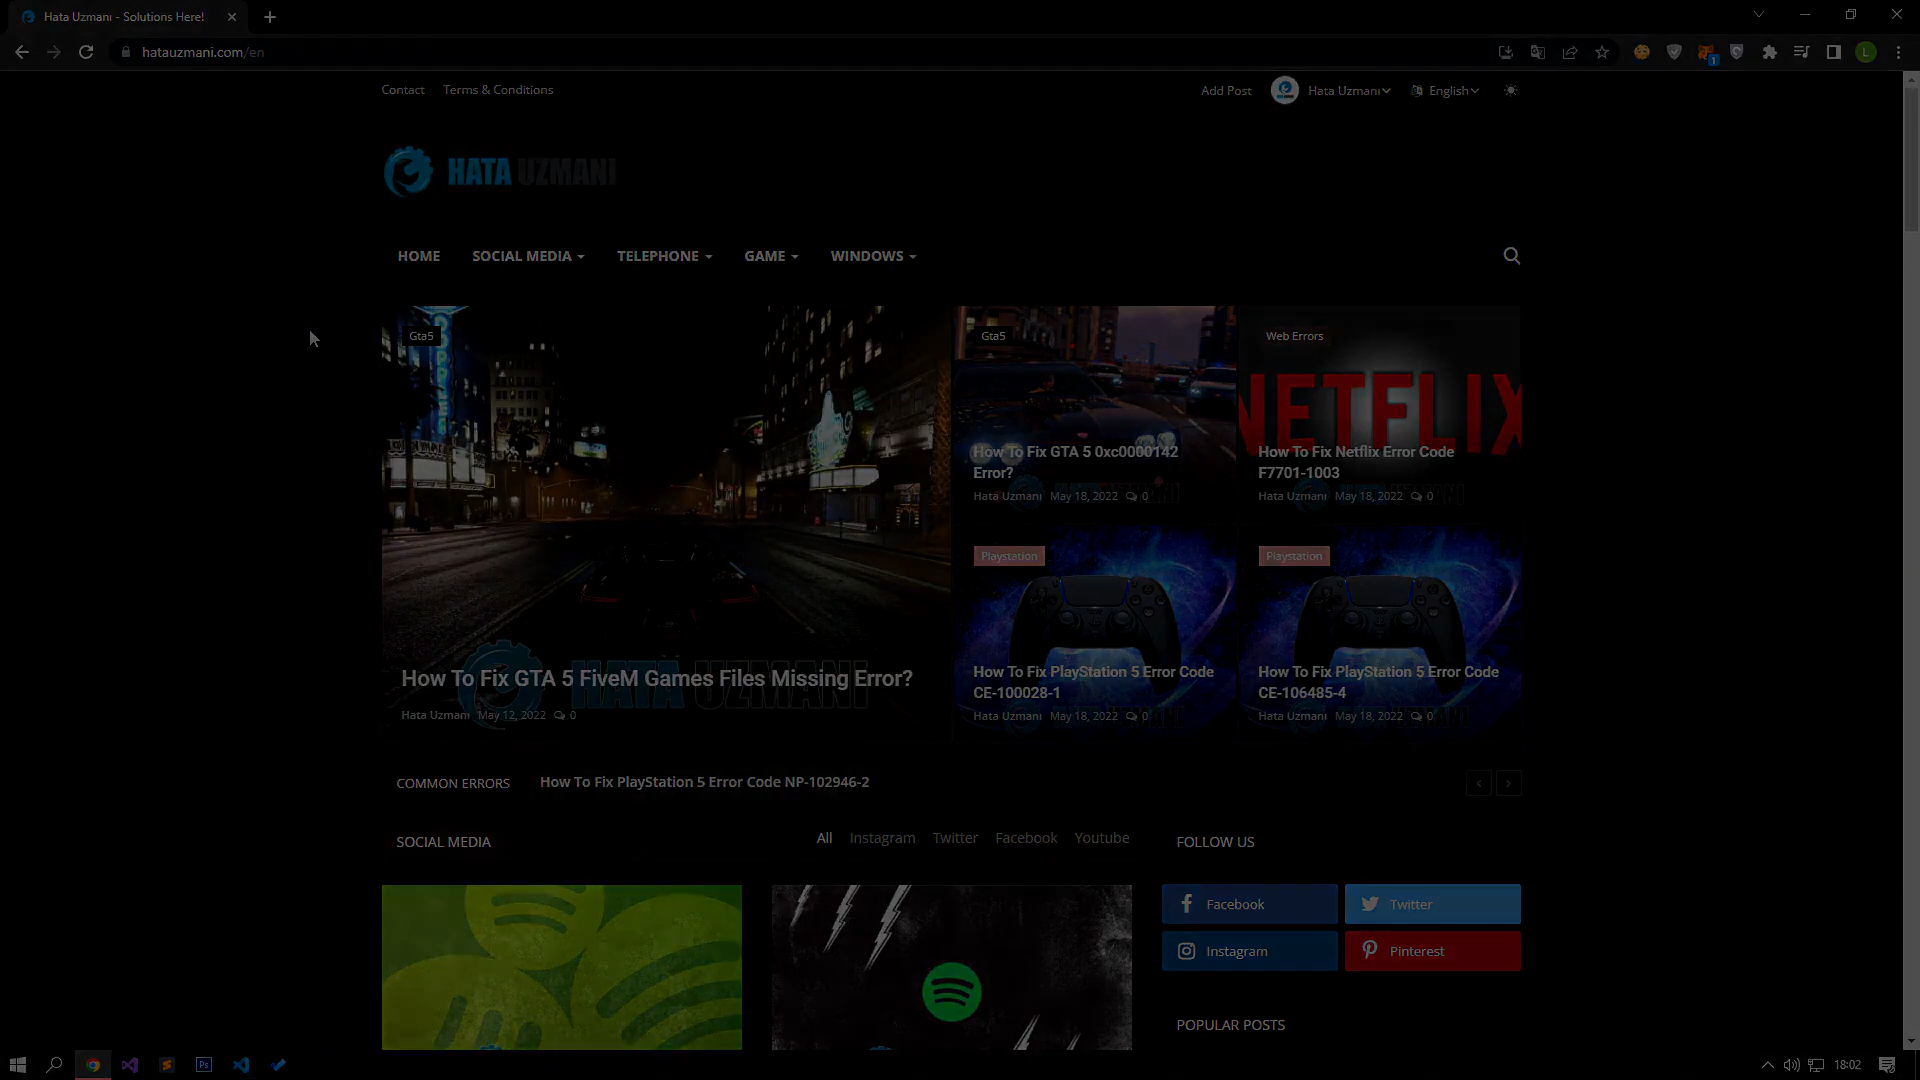 Hata Uzmanı - Solutions Here!
hatauzmani.com/en
1
L
Contact Terms & Conditions
Add Post Hata Uzmanı English
HATA UZMANI
HOME SOCIAL MEDIA TELEPHONE GAME WINDOWS
Gta5
How To Fix GTA 5 FiveM Games Files Missing Error?
Hata Uzmanı May 12, 2022 0
HATA UZMANI
Gta5
How To Fix GTA 5 0xc0000142
Error?
Hata Uzmanı May 18, 2022 0
Web Errors
NETFLIX
How To Fix Netflix Error Code
F7701-1003
Hata Uzmanı May 18, 2022 0
Playstation
How To Fix PlayStation 5 Error Code
CE-100028-1
Hata Uzmanı May 18, 2022 0
Playstation
How To Fix PlayStation 5 Error Code
CE-106485-4
Hata Uzmanı May 18, 2022 0
COMMON ERRORS How To Fix PlayStation 5 Error Code NP-102946-2
SOCIAL MEDIA
All Instagram Twitter Facebook Youtube
FOLLOW US
Facebook Twitter
Instagram Pinterest
POPULAR POSTS
Ps
18:02